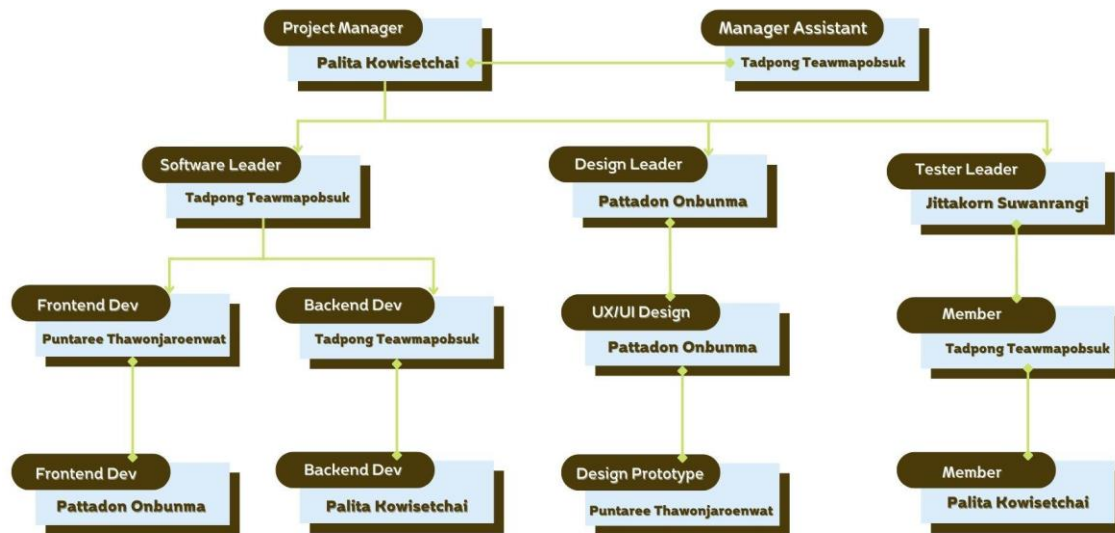 Project Manager
Palita Kowisetchai
Manager Assistant
Tadpong Teawmapobsuk
Software Leader
Tadpong Teawmapobsuk
Design Leader
Pattadon Onbunma
Tester Leader
Jittakorn Suwanrangi
Frontend Dev
Puntaree Thawonjaroenwat
Backend Dev
Tadpong Teawmapobsuk
UX/UI Design
Pattadon Onbunma
Member
Tadpong Teawmapobsuk
Frontend Dev
Pattadon Onbunma
Backend Dev
Palita Kowisetchai
Design Prototype
Puntaree Thawonjaroenwat
Member
Palita Kowisetchai